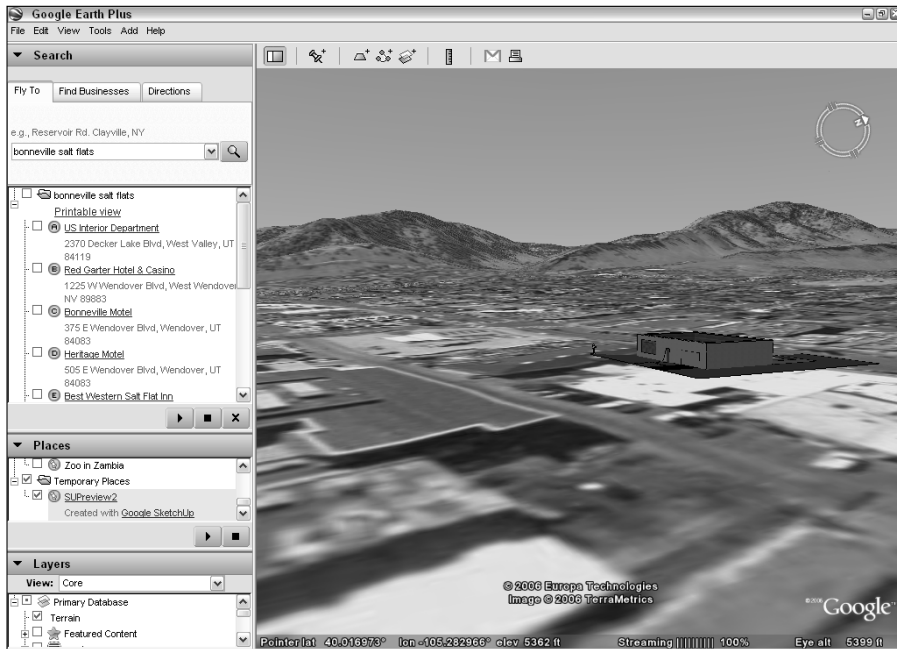 Google Earth Plus
File Edit View Tools Add Help
Search
Fly To Find Businesses Directions
e.g., Reservoir Rd. Clayville, NY
bonneville salt flats
bonneville salt flats
Printable view
A US Interior Department
2370 Decker Lake Blvd, West Valley, UT
84119
B Red Garter Hotel & Casino
1225 W Wendover Blvd, West Wendover,
NV 89883
C Bonneville Motel
375 E Wendover Blvd, Wendover, UT
84083
D Heritage Motel
505 E Wendover Blvd, Wendover, UT
84083
E Best Western Salt Flat Inn
Places
Zoo in Zambia
Temporary Places
SUPreview2
Created with Google SketchUp
Layers
View: Core
Primary Database
Terrain
Featured Content
N
© 2006 Europa Technologies
Image © 2006 TerraMetrics
©2006 Google™
Pointer lat 40.016973° lon -105.282966° elev 5362 ft Streaming |||||||||| 100% Eye alt 5399 ft